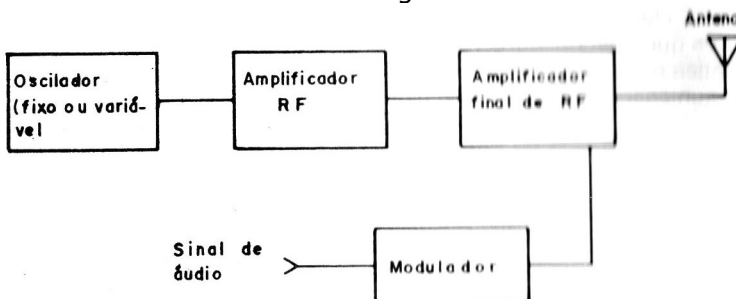 Antena
Oscilador
(fixo ou variá-
vel
Amplificador
RF
Amplificador
final de RF
Sinal de
áudio
Modulador